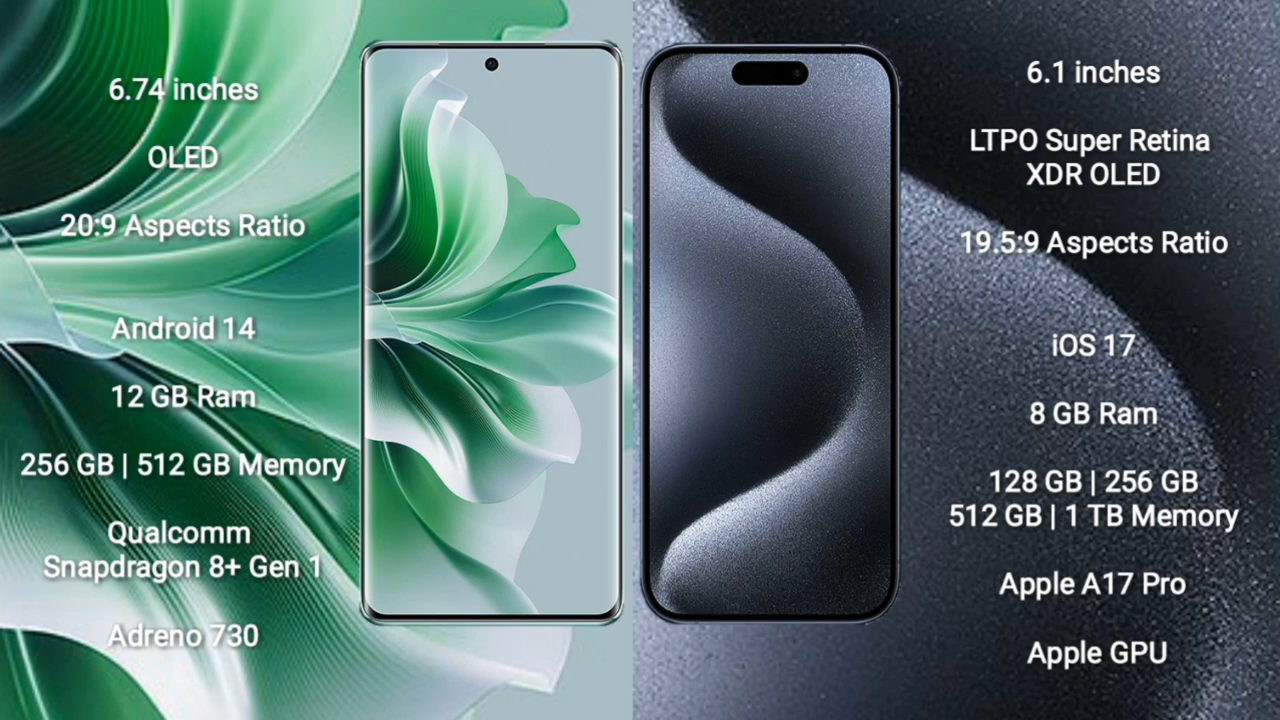 6.74 inches
OLED
20:9 Aspects Ratio
Android 14
12 GB Ram
256 GB | 512 GB Memory
Qualcomm
Snapdragon 8+ Gen 1
Adreno 730
6.1 inches
LTPO Super Retina
XDR OLED
19.5:9 Aspects Ratio
iOS 17
8 GB Ram
128 GB | 256 GB
512 GB | 1 TB Memory
Apple A17 Pro
Apple GPU